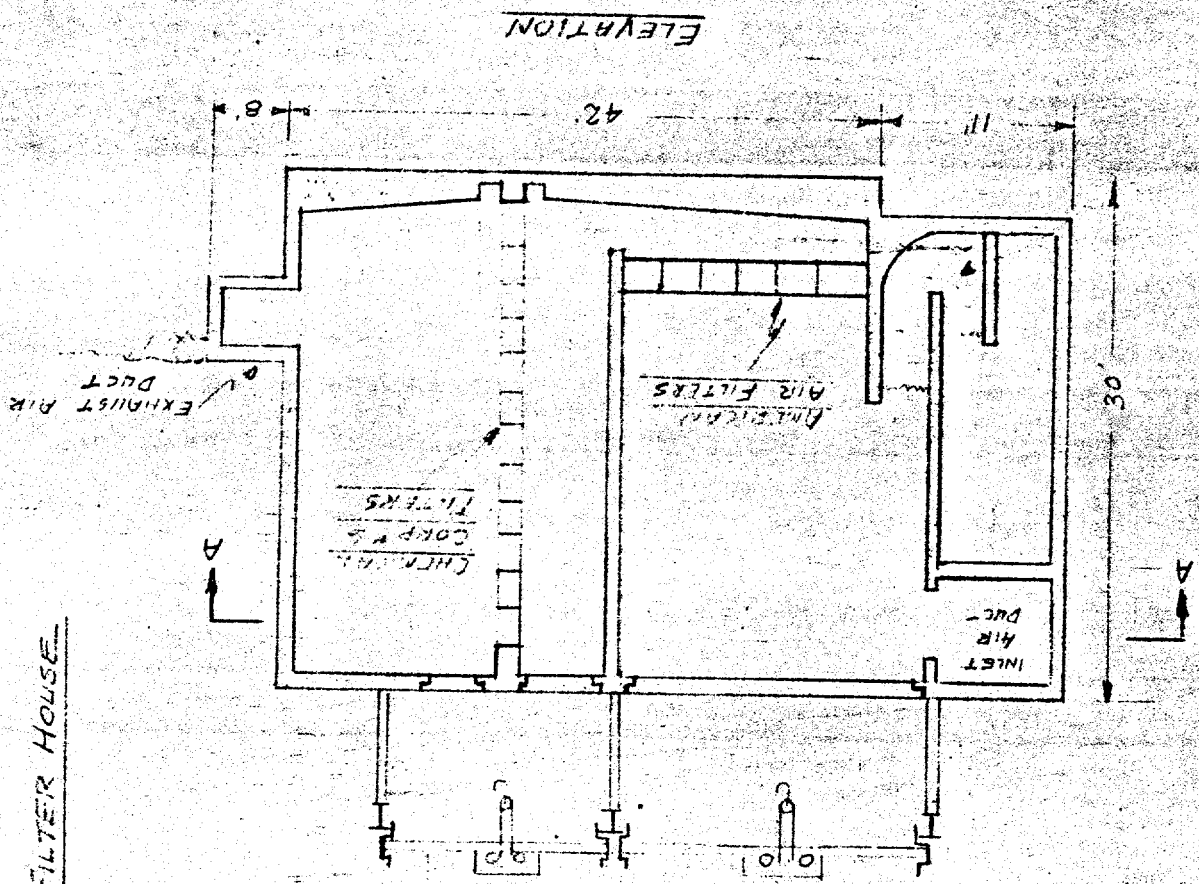 FILTER HOUSE
INLET
AIR
DUCT
A
A
CHEMICAL
CORP'S
FILTERS
AMERICAN
AIR FILTERS
EXHAUST AIR
DUCT
30'
11'
42'
8'
ELEVATION